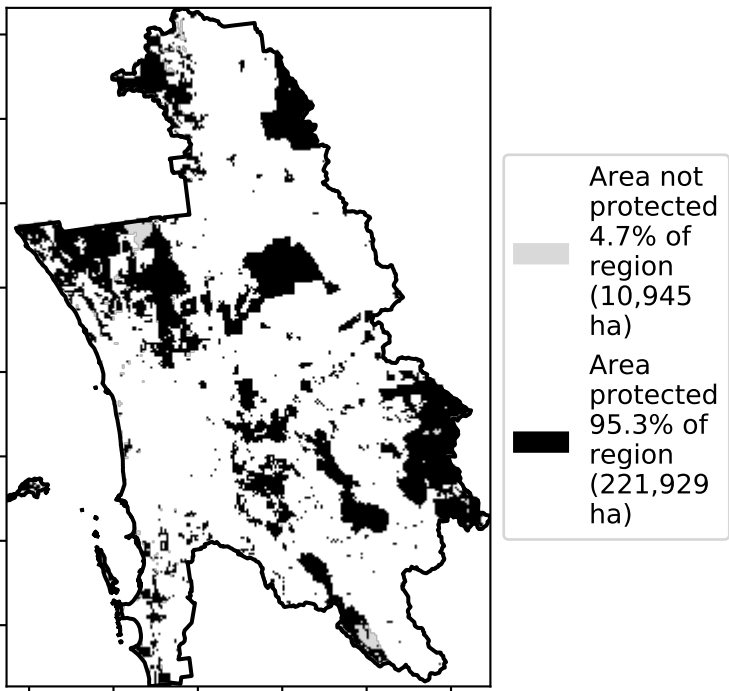 Area not
protected
4.7% of
region
(10,945
ha)
Area
protected
95.3% of
region
(221,929
ha)